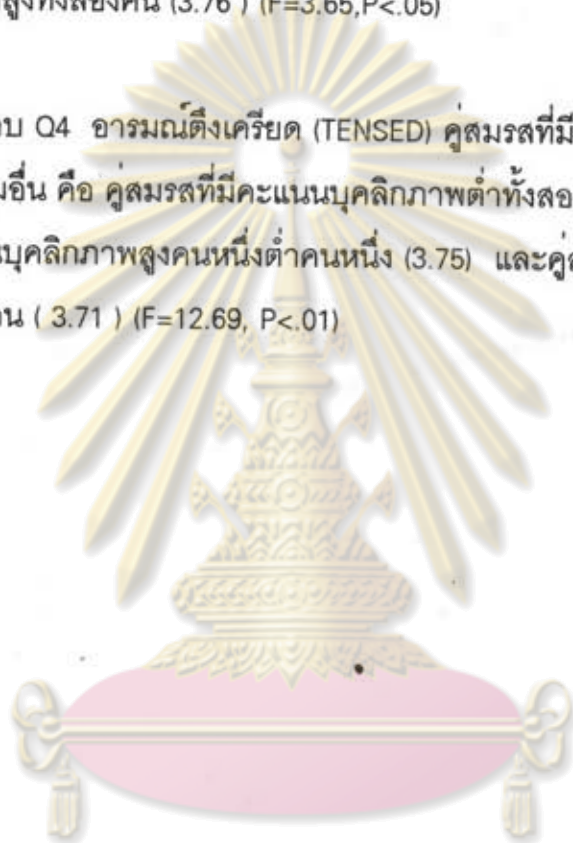 สูงทั้งสองคน (3.76 ) (F=3.65,P<.05)
บ Q4 อารมณ์ตึงเครียด (TENSED) คู่สมรสที่มี
มอื่น คือ คู่สมรสที่มีคะแนนบุคลิกภาพต่ำทั้งสอ
บุคลิกภาพสูงคนหนึ่งต่ำคนหนึ่ง (3.75) และคู่ส
น ( 3.71 ) (F=12.69, P<.01)